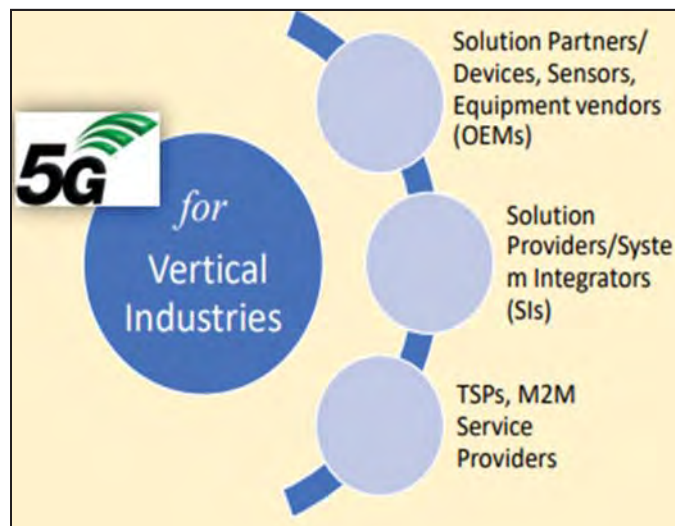 5G
for
Vertical
Industries
Solution Partners/
Devices, Sensors,
Equipment vendors
(OEMs)
Solution
Providers/Syste
m Integrators
(SIs)
TSPs, M2M
Service
Providers